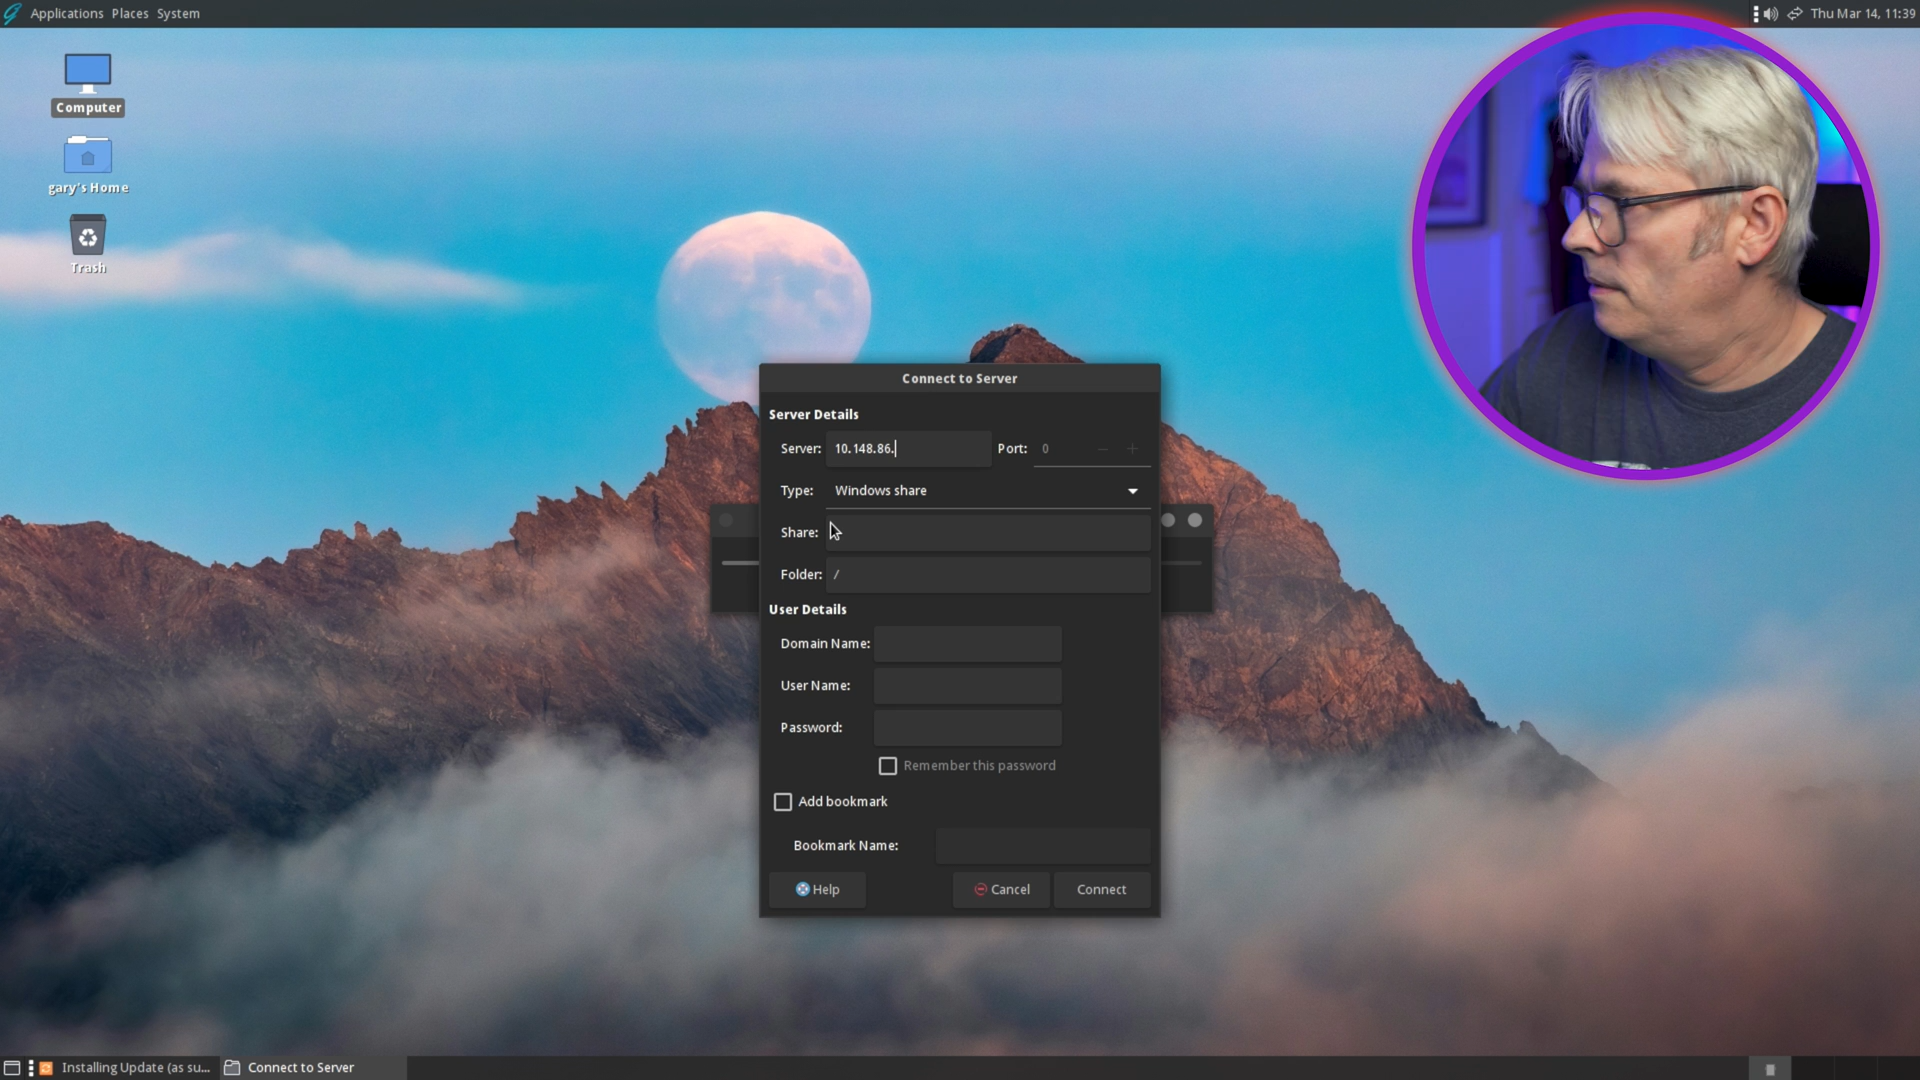 Applications Places System
Thu Mar 14, 11:39
Computer
gary's Home
Trash
Connect to Server
Server Details
Server: 10.148.86. Port: 0
Type: Windows share
Share:
Folder: /
User Details
Domain Name:
User Name:
Password:
Remember this password
Add bookmark
Bookmark Name:
Help Cancel Connect
Installing Update (as su... Connect to Server